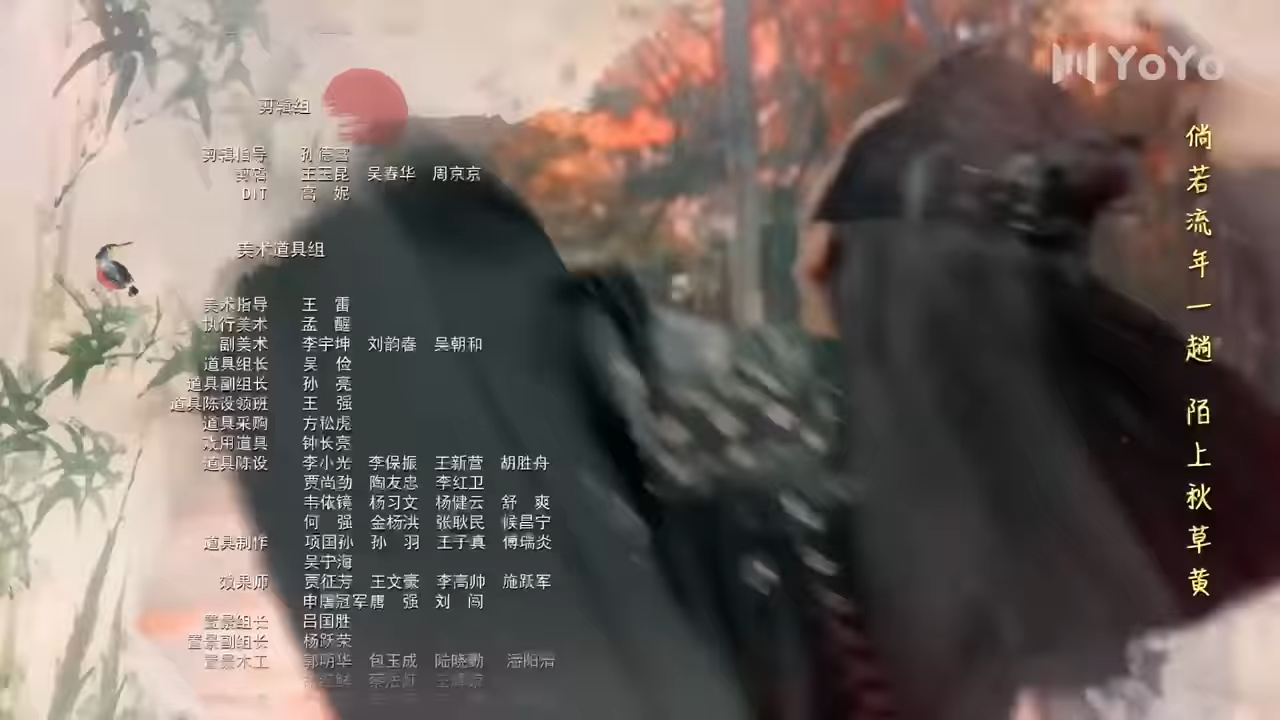 YoYo
剪辑组
剪辑指导 孔德
剪辑 王玉昆 吴春华 周京京
DIT 高 妮
美术道具组
美术指导 王 雷
执行美术 孟 醒
副美术 李宇坤 刘韵春 吴朝和
道具组长 吴 俭
道具副组长 孙 亮
道具陈设领班 王 强
道具采购 方松虎
戏用道具 钟长亮
道具陈设 李小光 李保振 王新营 胡胜舟
贾尚劲 陶友忠 李红卫
韦依镜 杨习文 杨健云 舒 爽
何 强 金杨洪 张耿民 候昌宁
道具制作 项国孙 孙 羽 王于真 傅瑞炎
吴宁海
效果师 贾征芳 王文豪 李高帅 施跃军
申屠冠军 唐 强 刘 闯
置景组长 吕国胜
置景副组长 杨跃荣
置景木工 郭明华 包玉成 陆晓勤 潘阳清
倘若流年一趟 陌上秋草黄